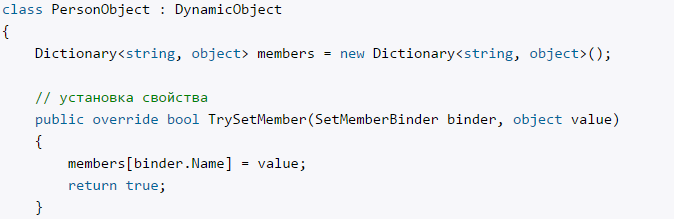 class PersonObject : DynamicObject
{
    Dictionary<string, object> members = new Dictionary<string, object>();

    // установка свойства
    public override bool TrySetMember(SetMemberBinder binder, object value)
    {
        members[binder.Name] = value;
        return true;
    }